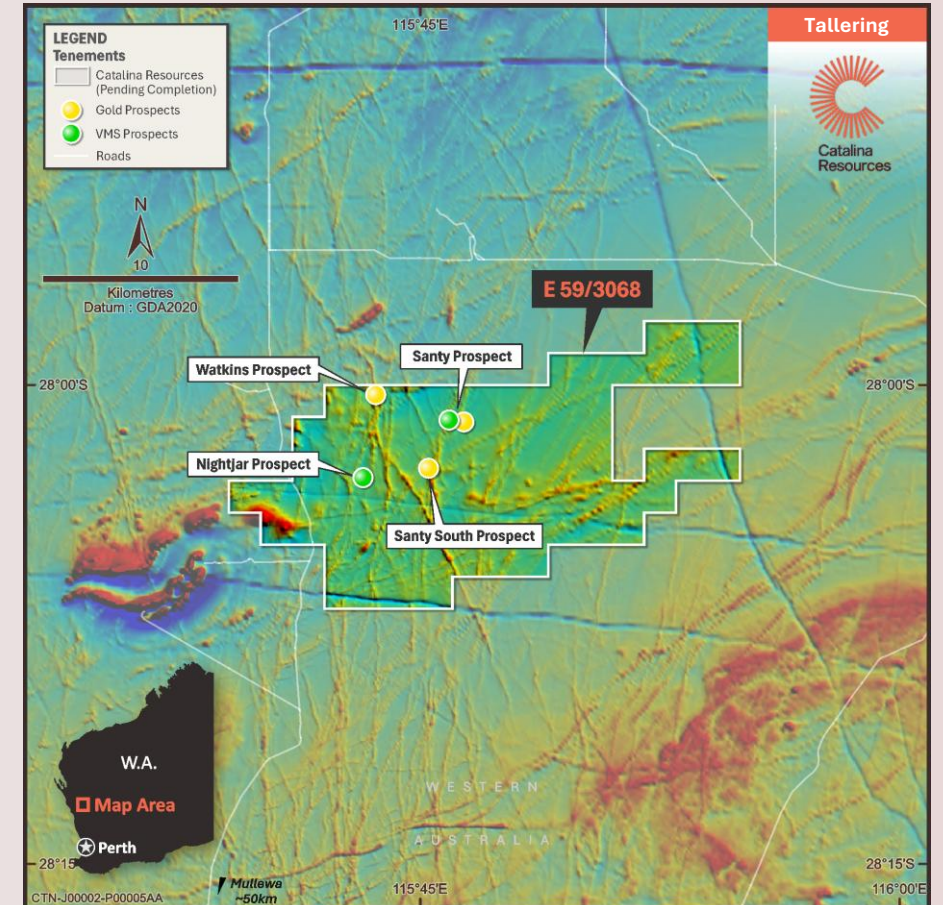 115°45'E
Tallering
LEGEND
Tenements
Catalina Resources
(Pending Completion)
Gold Prospects
VMS Prospects
Roads
Catalina
Resources
N
10
Kilometres
Datum : GDA2020
E 59/3068
Watkins Prospect
Santy Prospect
28°00'S
28°00'S
Nightjar Prospect
Santy South Prospect
W.A.
Map Area
Perth
WESTERN
AUSTRALIA
28°15'
28°15'S
Mullewa
~50km
115°45'E
116°00'E
CTN-J00002-P00005AA